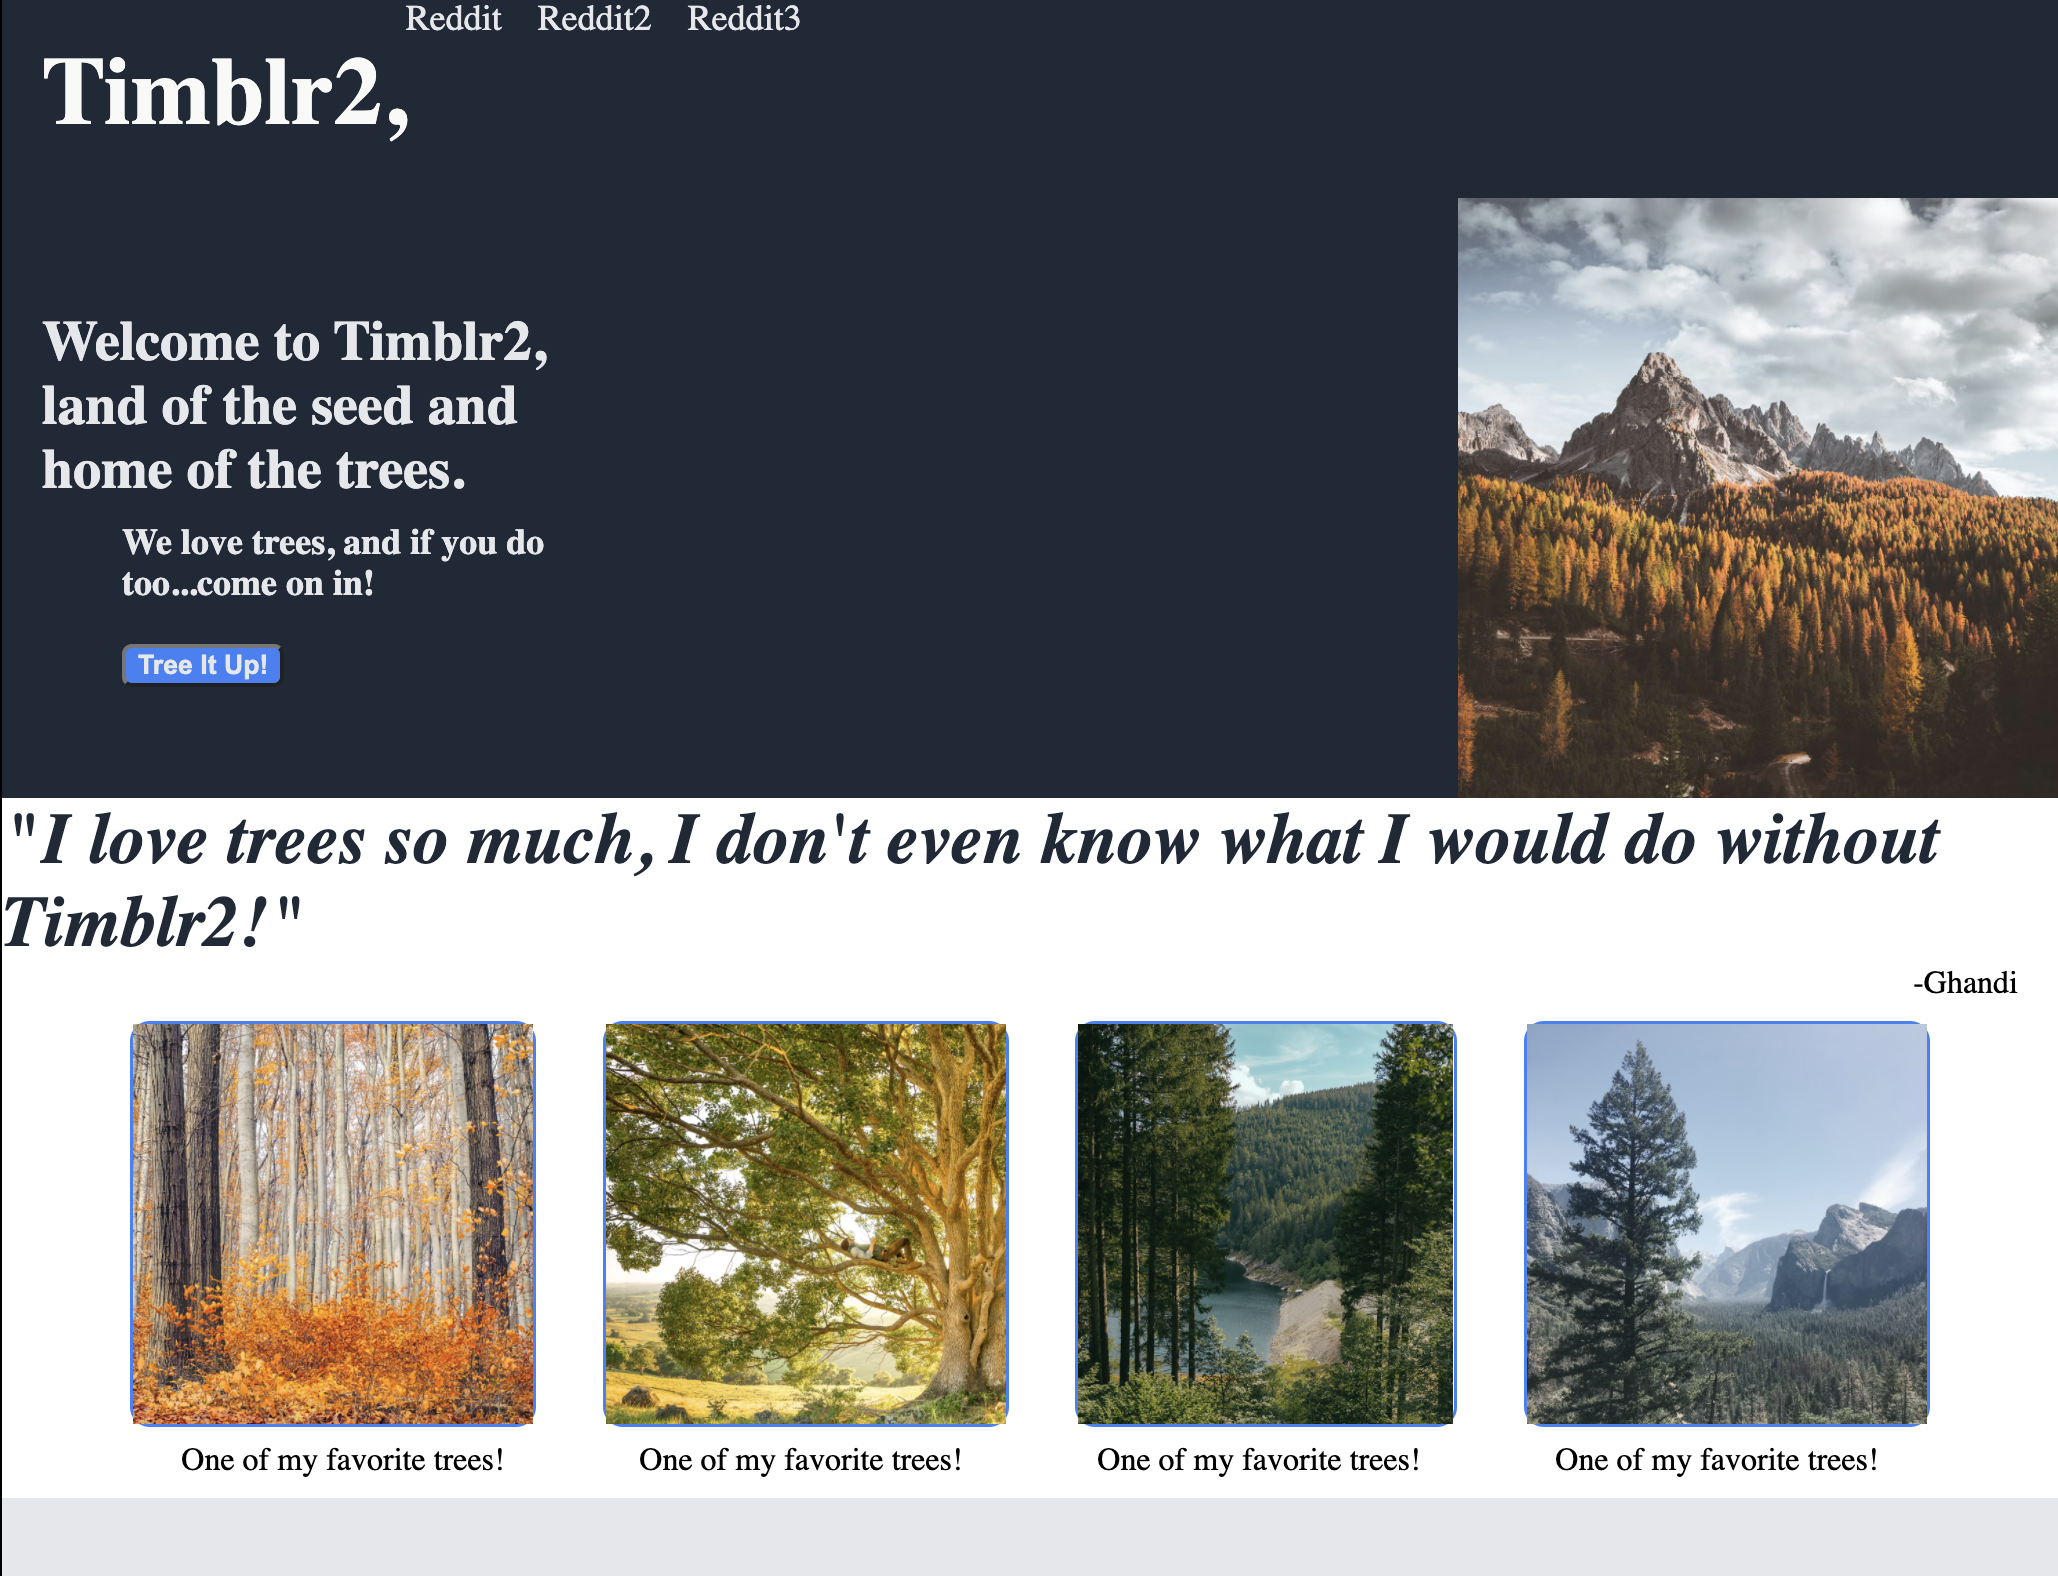 Reddit Reddit2 Reddit3
Timblr2,
Welcome to Timblr2,
land of the seed and
home of the trees.
We love trees, and if you do
too...come on in!
Tree It Up!
"I love trees so much, I don't even know what I would do without
Timblr2!"
-Ghandi
One of my favorite trees! One of my favorite trees! One of my favorite trees! One of my favorite trees!